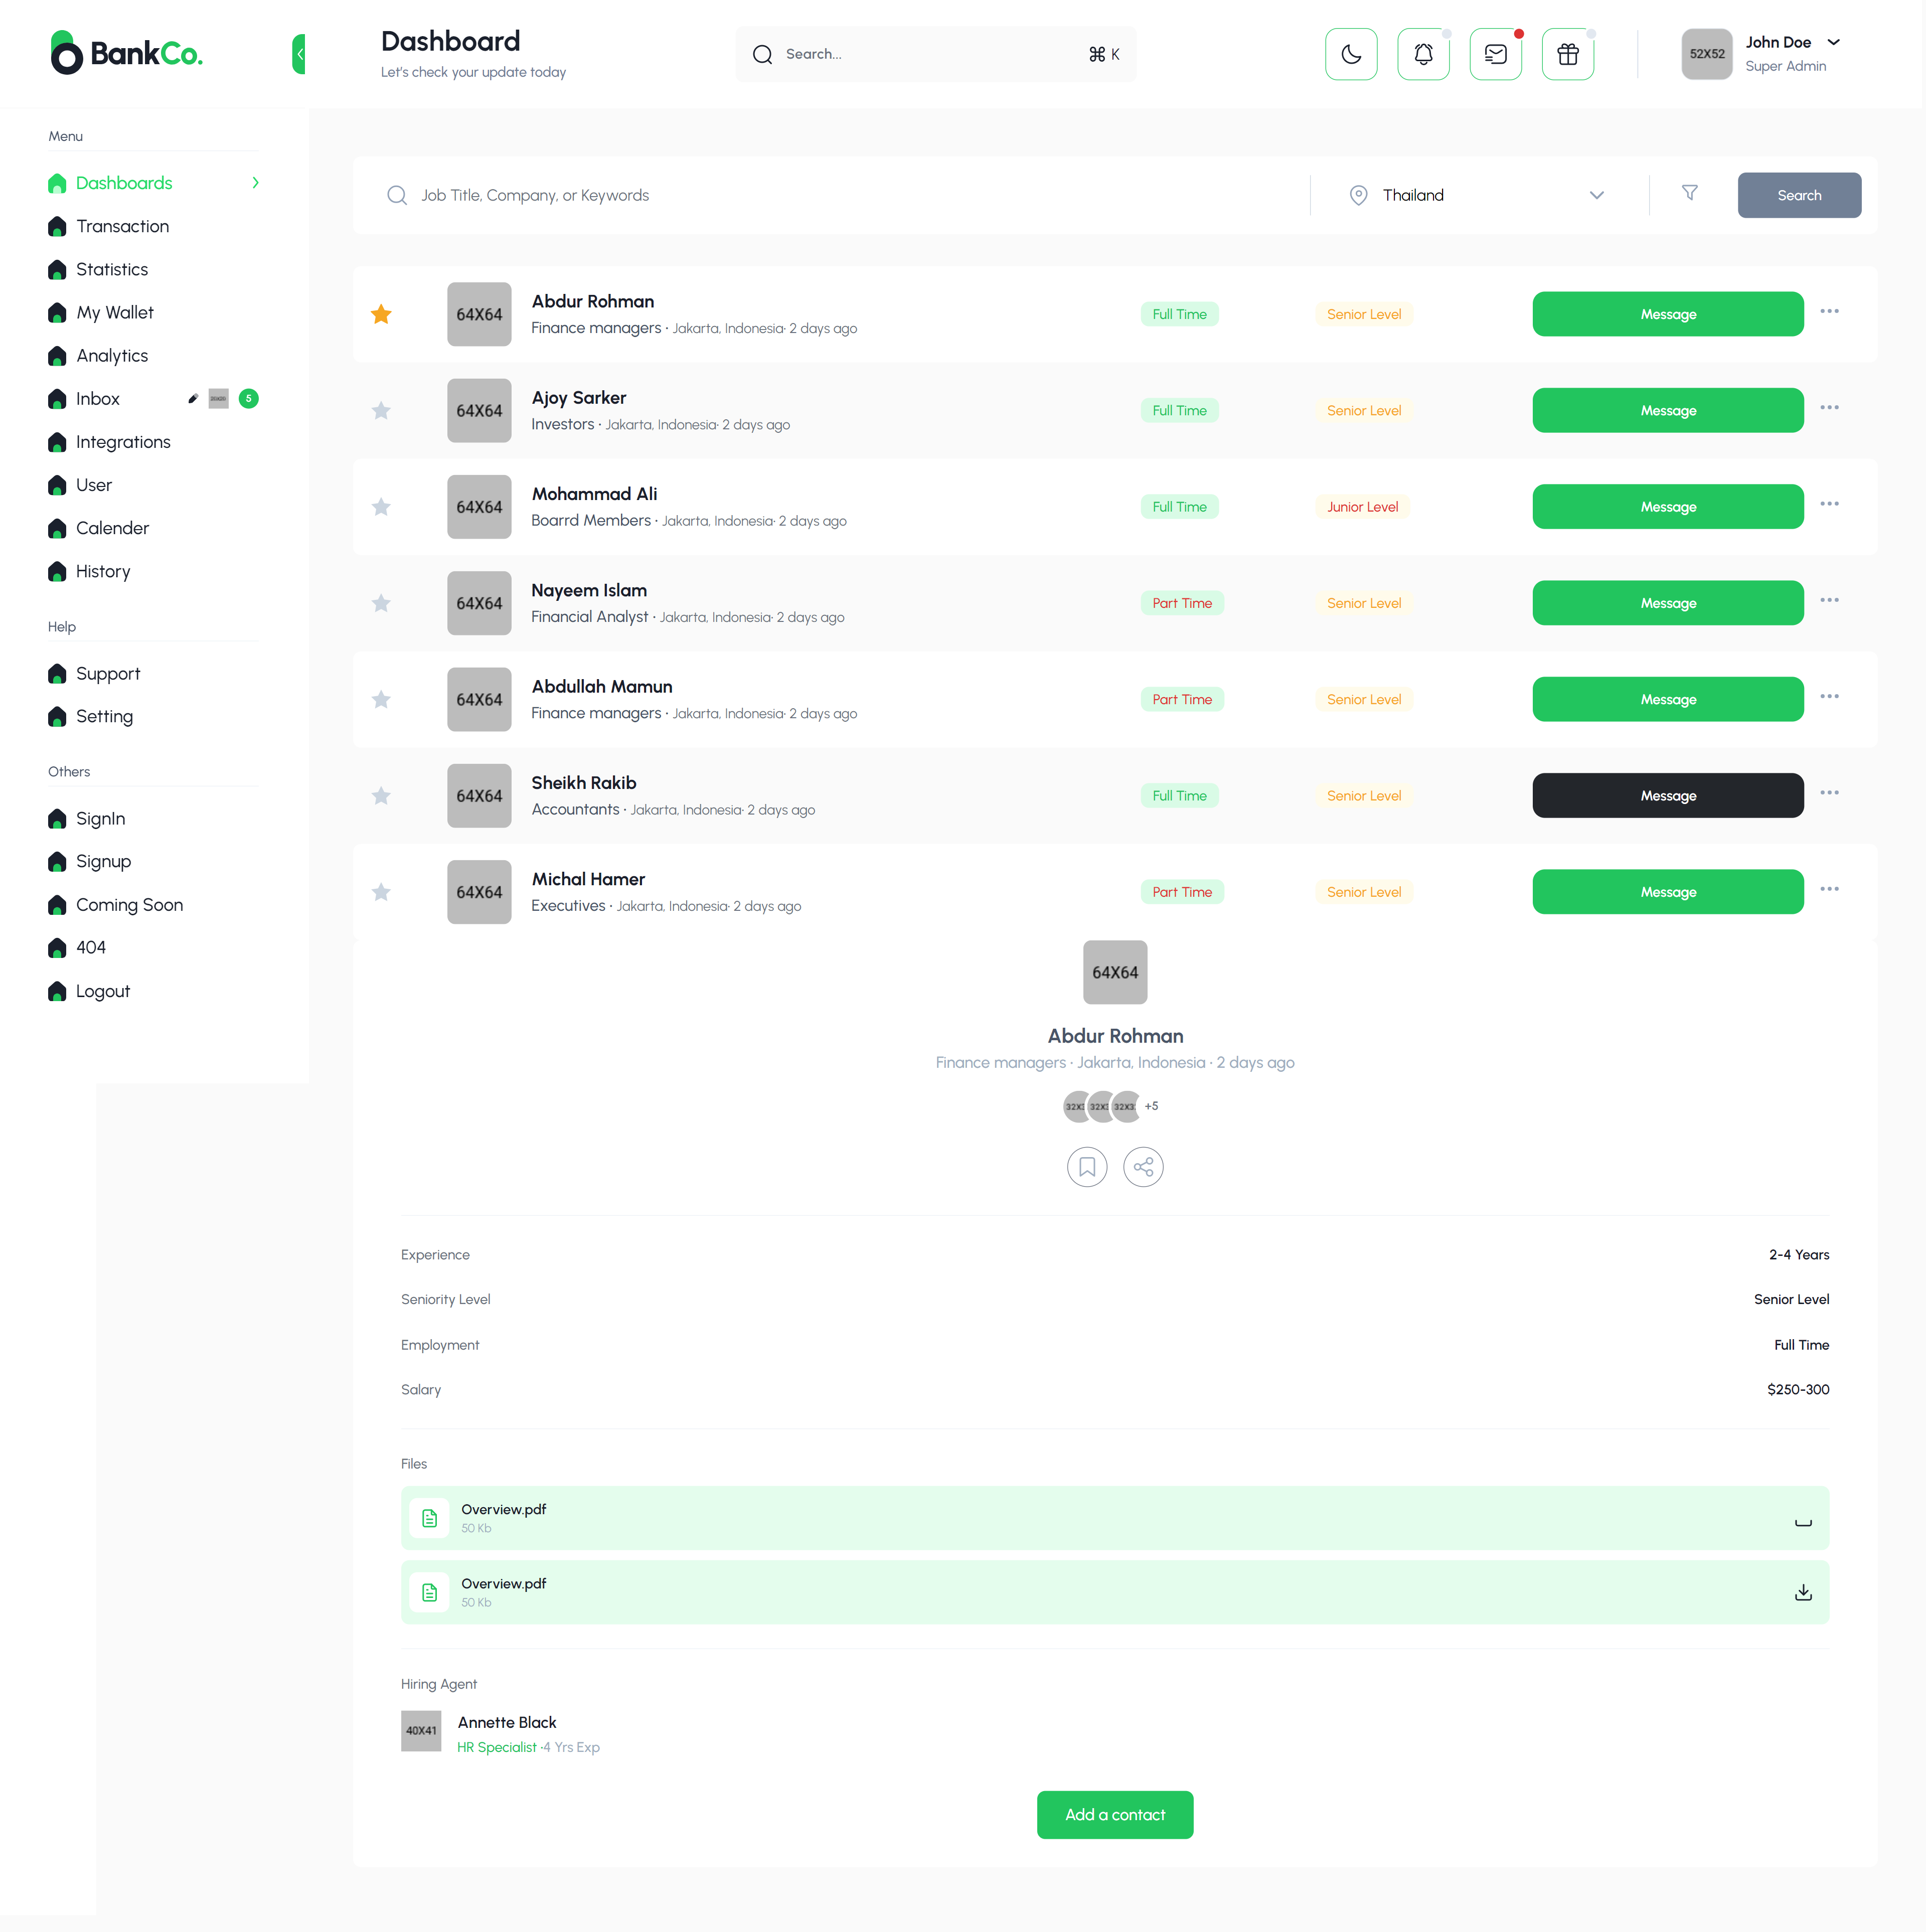 BankCo.
Dashboard
Let's check your update today
Search...
⌘ K
52X52
John Doe
Super Admin
Menu
Dashboards
Transaction
Statistics
My Wallet
Analytics
Inbox
5
Integrations
User
Calender
History
Help
Support
Setting
Others
SignIn
Signup
Coming Soon
404
Logout
Job Title, Company, or Keywords
Thailand
Search
64X64
Abdur Rohman
Finance managers · Jakarta, Indonesia· 2 days ago
Full Time
Senior Level
Message
64X64
Ajoy Sarker
Investors · Jakarta, Indonesia· 2 days ago
Full Time
Senior Level
Message
64X64
Mohammad Ali
Boarrd Members · Jakarta, Indonesia· 2 days ago
Full Time
Junior Level
Message
64X64
Nayeem Islam
Financial Analyst · Jakarta, Indonesia· 2 days ago
Part Time
Senior Level
Message
64X64
Abdullah Mamun
Finance managers · Jakarta, Indonesia· 2 days ago
Part Time
Senior Level
Message
64X64
Sheikh Rakib
Accountants · Jakarta, Indonesia· 2 days ago
Full Time
Senior Level
Message
64X64
Michal Hamer
Executives · Jakarta, Indonesia· 2 days ago
Part Time
Senior Level
Message
64X64
Abdur Rohman
Finance managers · Jakarta, Indonesia · 2 days ago
+5
Experience
2-4 Years
Seniority Level
Senior Level
Employment
Full Time
Salary
$250-300
Files
Overview.pdf
50 Kb
Overview.pdf
50 Kb
Hiring Agent
40X41
Annette Black
HR Specialist ·4 Yrs Exp
Add a contact